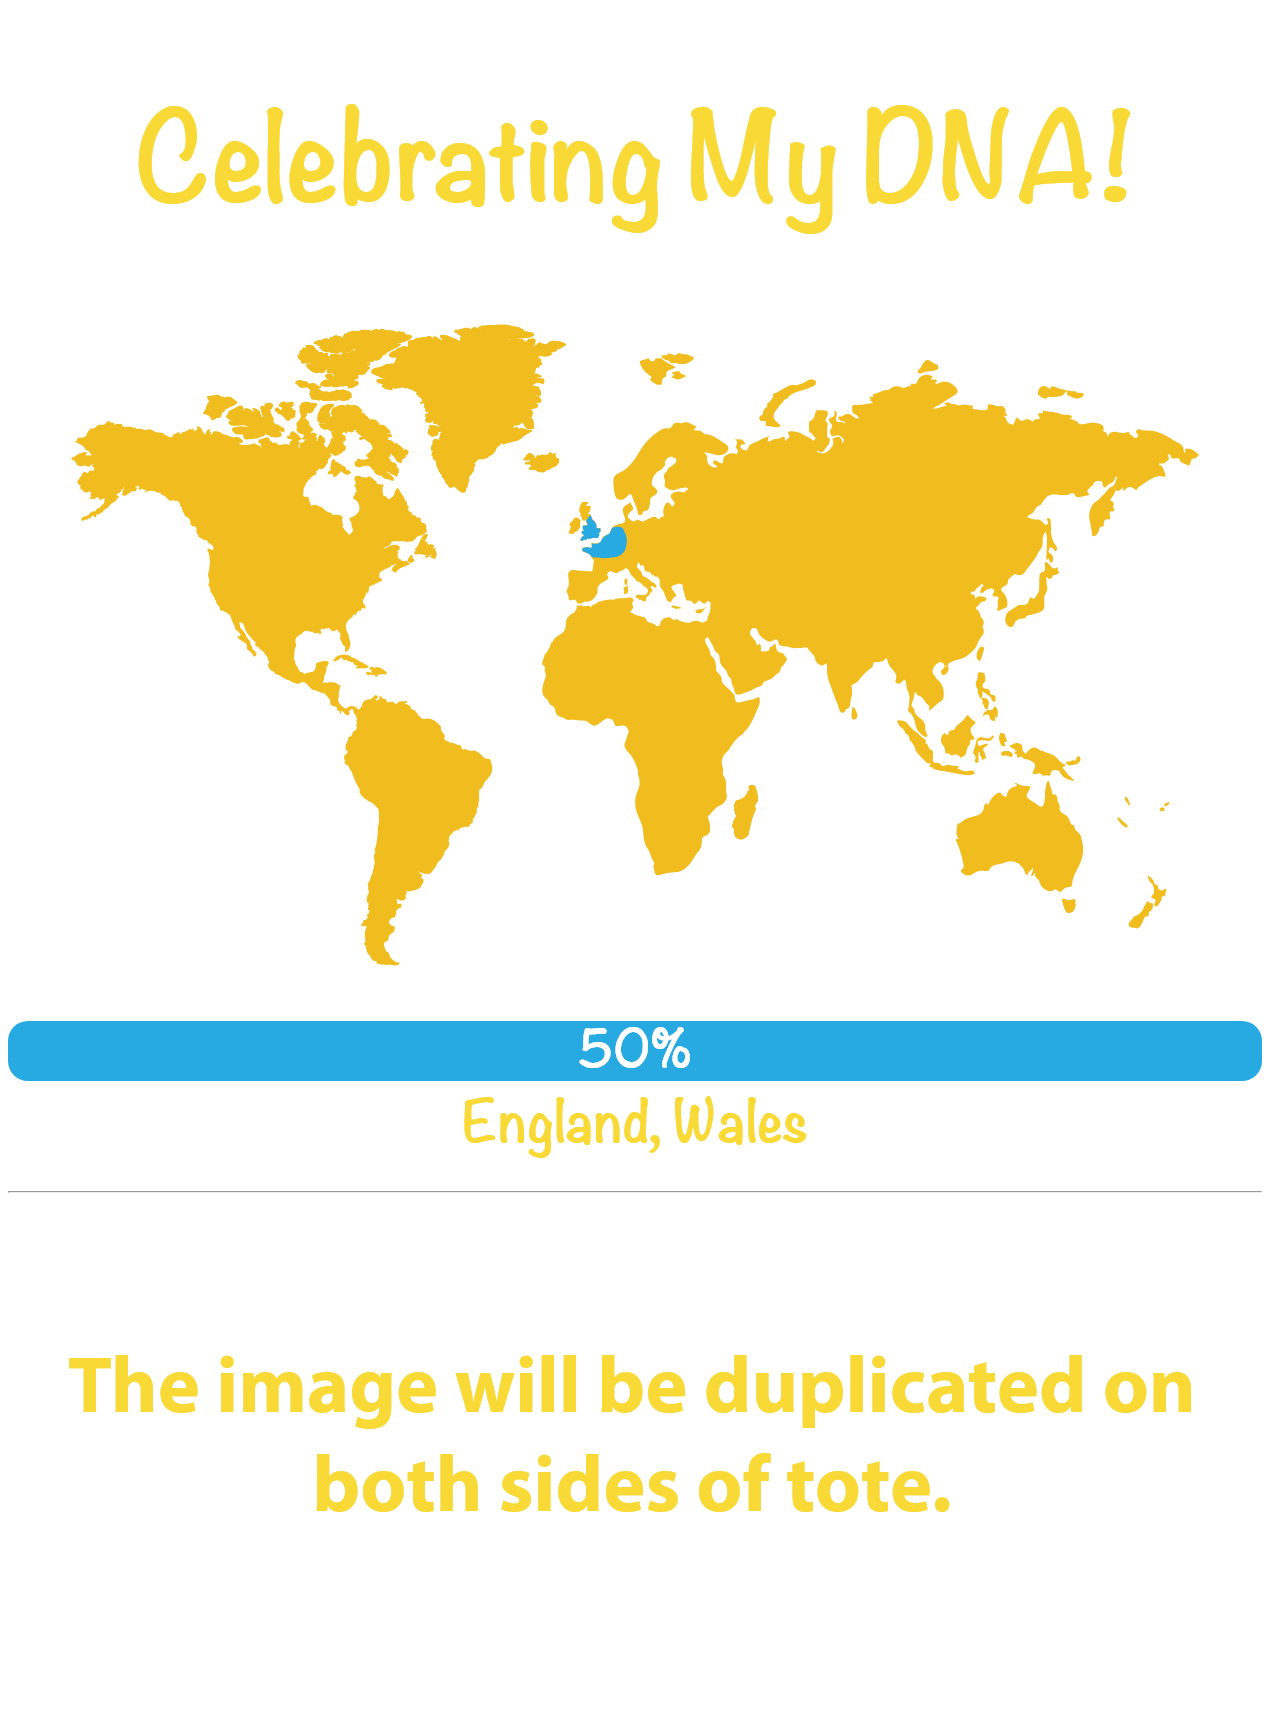 Celebrating My DNA!
50%
England, Wales
The image will be duplicated on
both sides of tote.